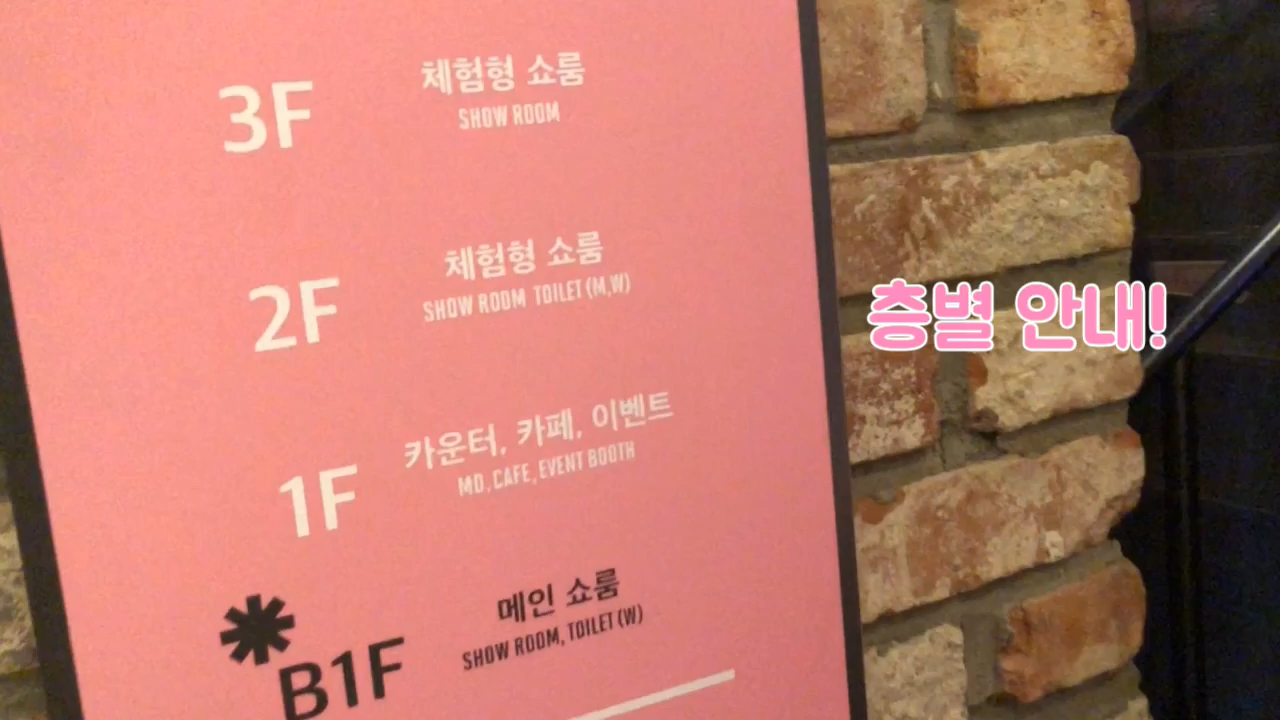 3F
체험형 쇼룸
SHOW ROOM
2F
체험형 쇼룸
SHOW ROOM TOILET (M,W)
1F
카운터, 카페, 이벤트
MD, CAFE, EVENT BOOTH
*B1F
메인 쇼룸
SHOW ROOM, TOILET (W)
층별 안내!